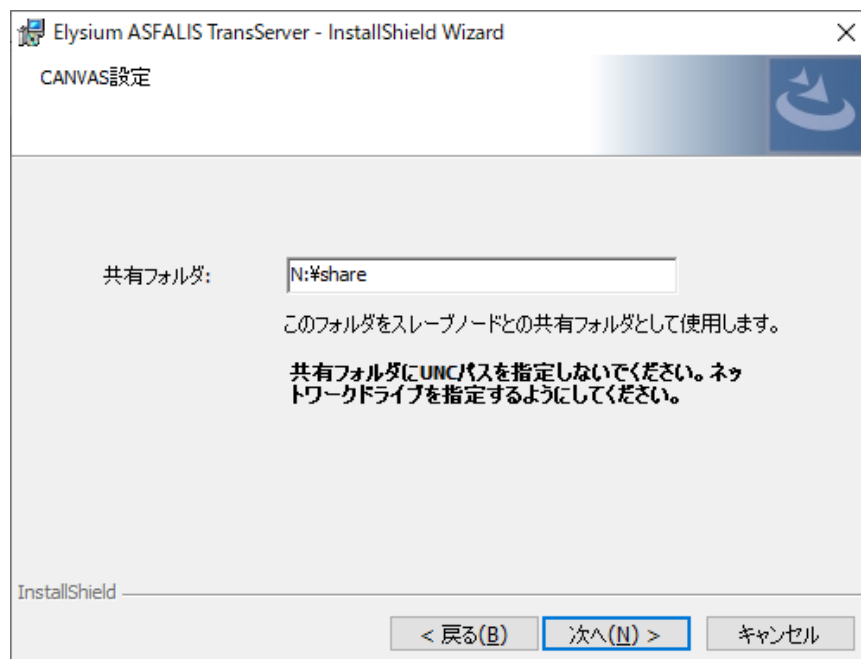 Elysium ASFALIS TransServer - InstallShield Wizard
CANVAS設定
共有フォルダ: N:¥share
このフォルダをスレーブノードとの共有フォルダとして使用します。
共有フォルダにUNCパスを指定しないでください。ネッ
トワークドライブを指定するようにしてください。
InstallShield
< 戻る(B) 次へ(N) > キャンセル